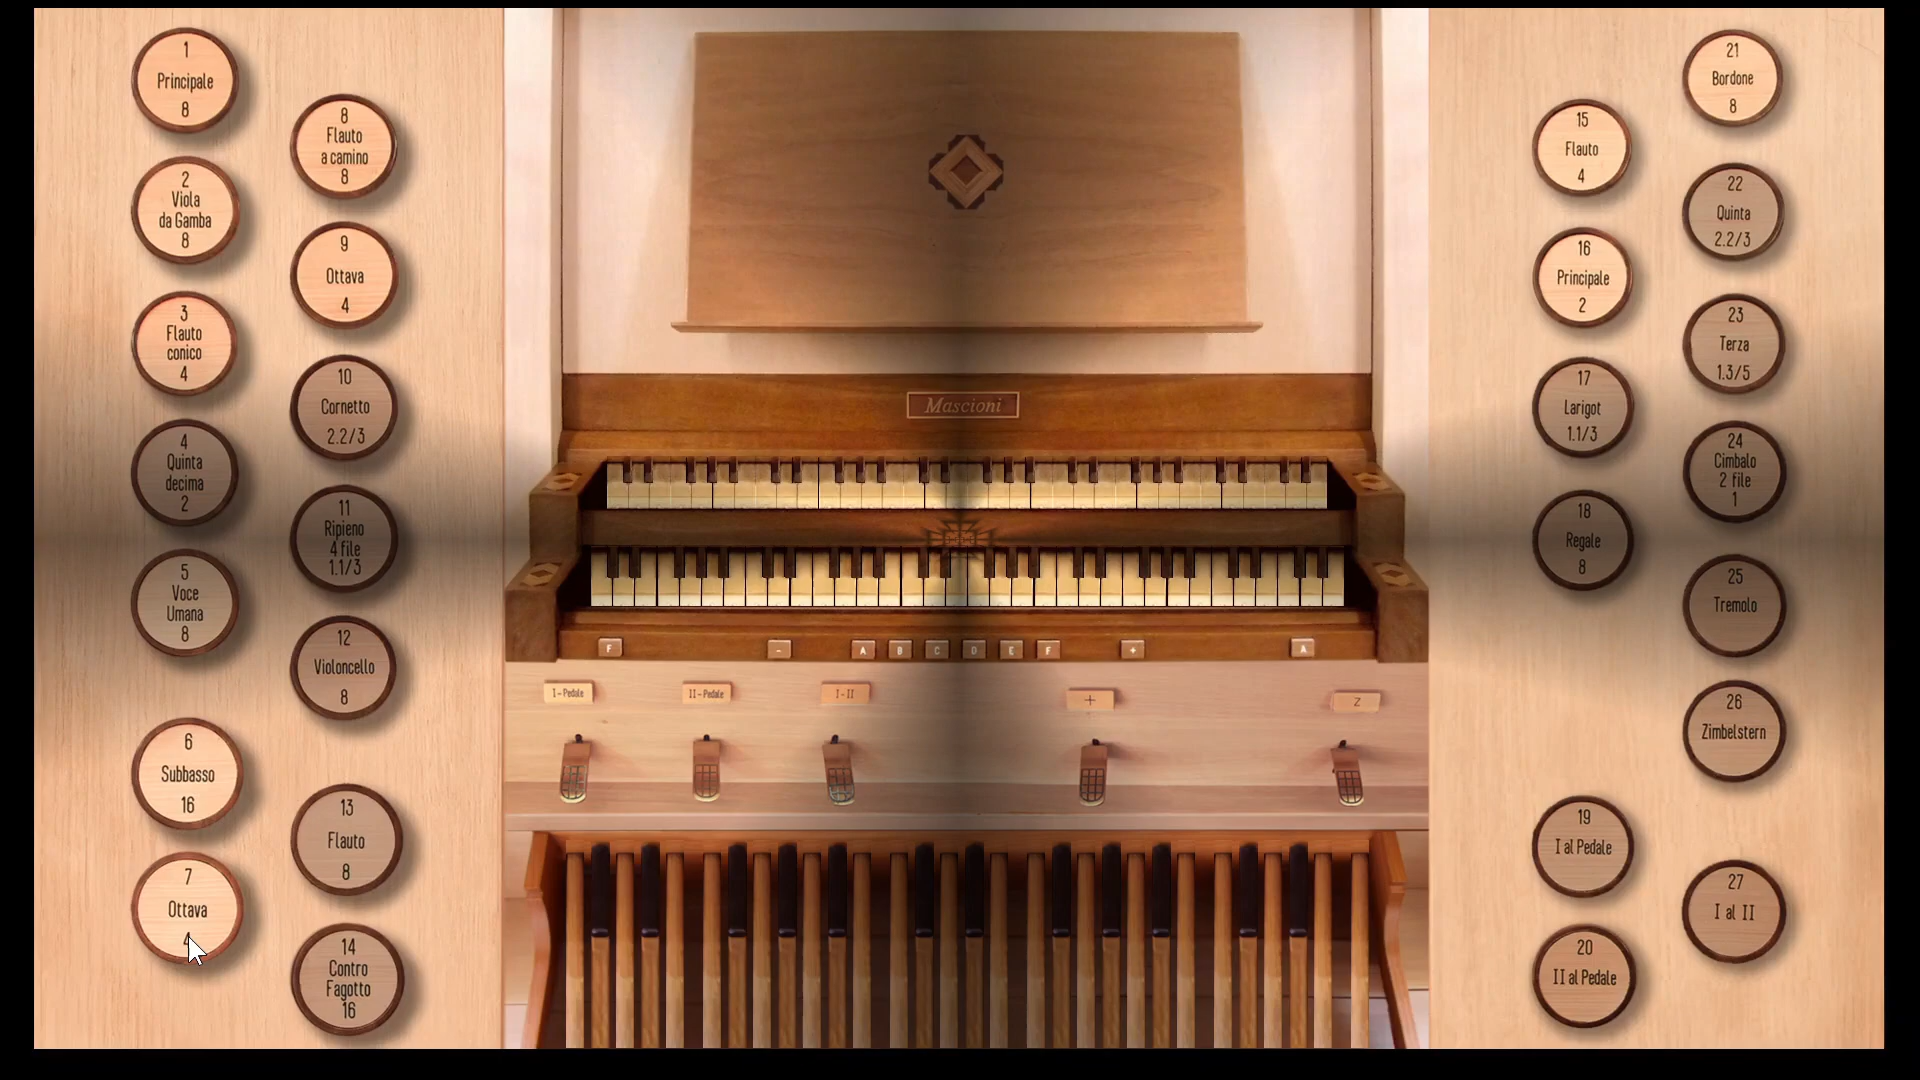 1
Principale
8
2
Viola
da Gamba
8
3
Flauto
conico
4
4
Quinta
decima
2
5
Voce
Umana
8
6
Subbasso
16
7
Ottava
4
8
Flauto
a camino
8
9
Ottava
4
10
Cornetto
2.2/3
11
Ripieno
4 file
1.1/3
12
Violoncello
8
13
Flauto
8
14
Contro
Fagotto
16
Mascioni
F - A B C D E F + A
I-Pedale II-Pedale I-II + Z
15
Flauto
4
16
Principale
2
17
Larigot
1.1/3
18
Regale
8
19
I al Pedale
20
II al Pedale
21
Bordone
8
22
Quinta
2.2/3
23
Terza
1.3/5
24
Cimbalo
2 file
1
25
Tremolo
26
Zimbelstern
27
I al II